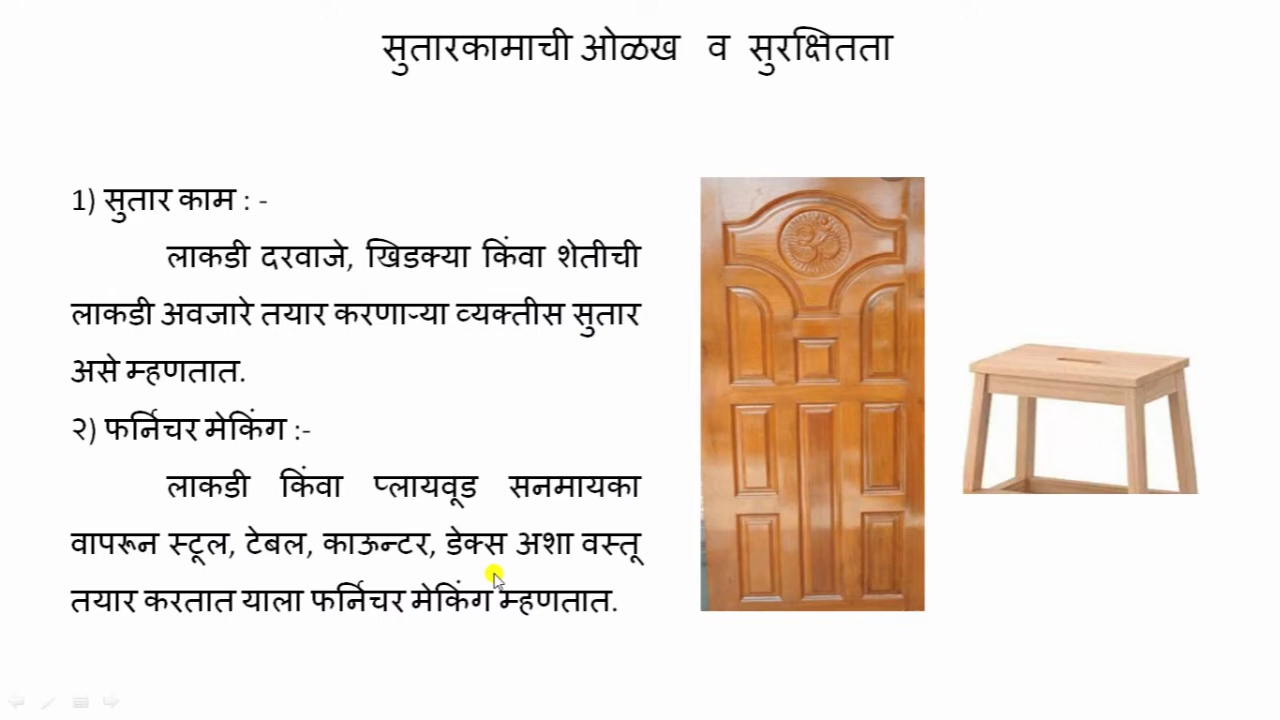 सुतारकामाची ओळख व सुरक्षितता
1) सुतार काम : -
लाकडी दरवाजे, खिडक्या किंवा शेतीची
लाकडी अवजारे तयार करणाऱ्या व्यक्तीस सुतार
असे म्हणतात.
२) फर्निचर मेकिंग :-
लाकडी किंवा प्लायवूड सनमायका
वापरून स्टूल, टेबल, काऊन्टर, डेक्स अशा वस्तू
तयार करतात याला फर्निचर मेकिंग म्हणतात.